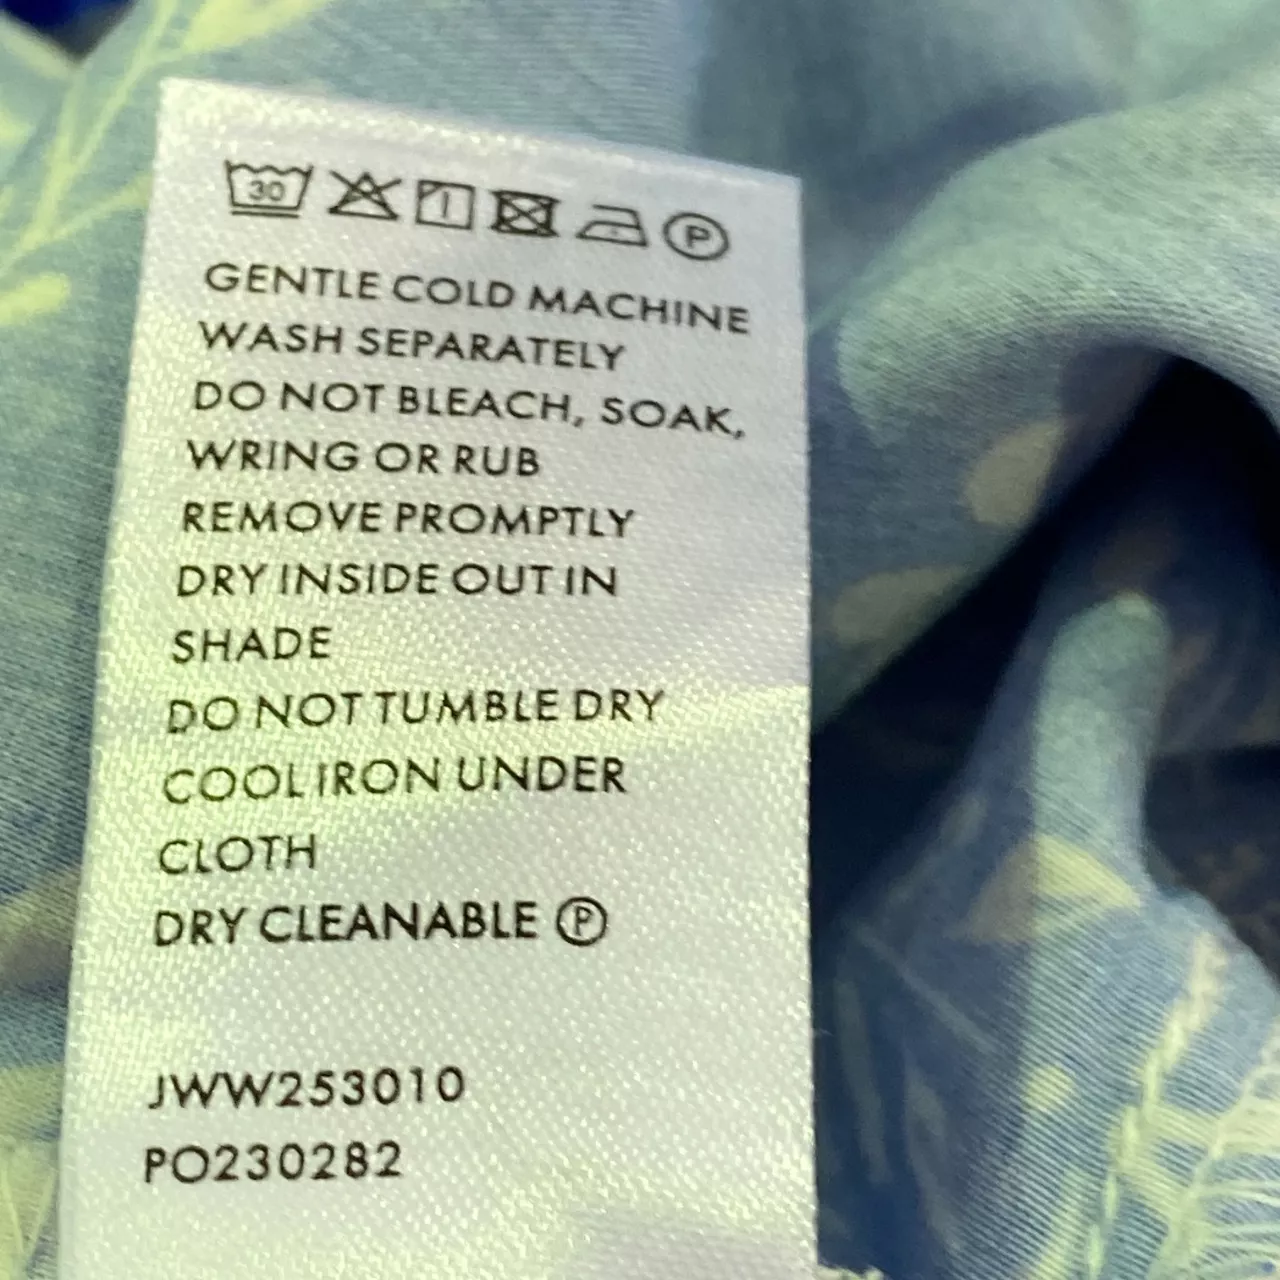 30 P
GENTLE COLD MACHINE
WASH SEPARATELY
DO NOT BLEACH, SOAK,
WRING OR RUB
REMOVE PROMPTLY
DRY INSIDE OUT IN
SHADE
DO NOT TUMBLE DRY
COOL IRON UNDER
CLOTH
DRY CLEANABLE Ⓟ
JWW253010
PO230282